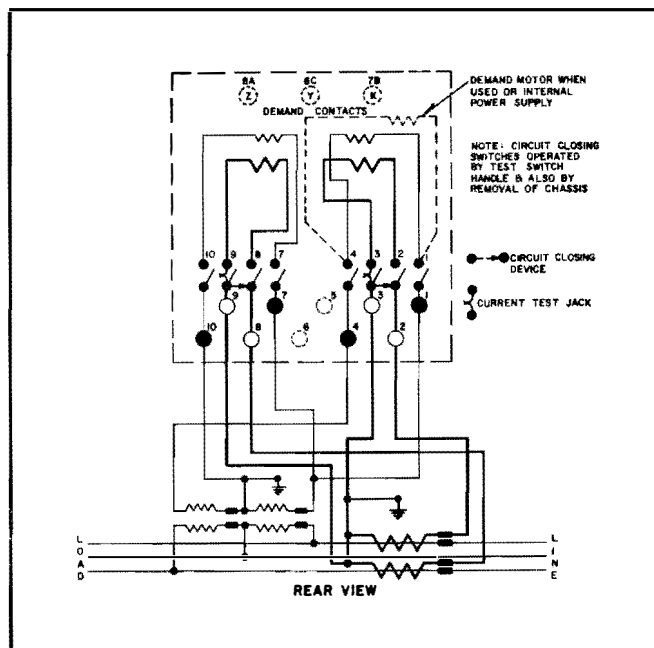 8A 6C 7B
Z Y K
DEMAND CONTACTS
DEMAND MOTOR WHEN
USED OR INTERNAL
POWER SUPPLY
NOTE: CIRCUIT CLOSING
SWITCHES OPERATED
BY TEST SWITCH
HANDLE & ALSO BY
REMOVAL OF CHASSIS
10 9 8 7 4 3 2
CIRCUIT CLOSING
DEVICE
9 7 5 3 1
CURRENT TEST JACK
10 8 6 4 2
LOAD
LINE
REAR VIEW